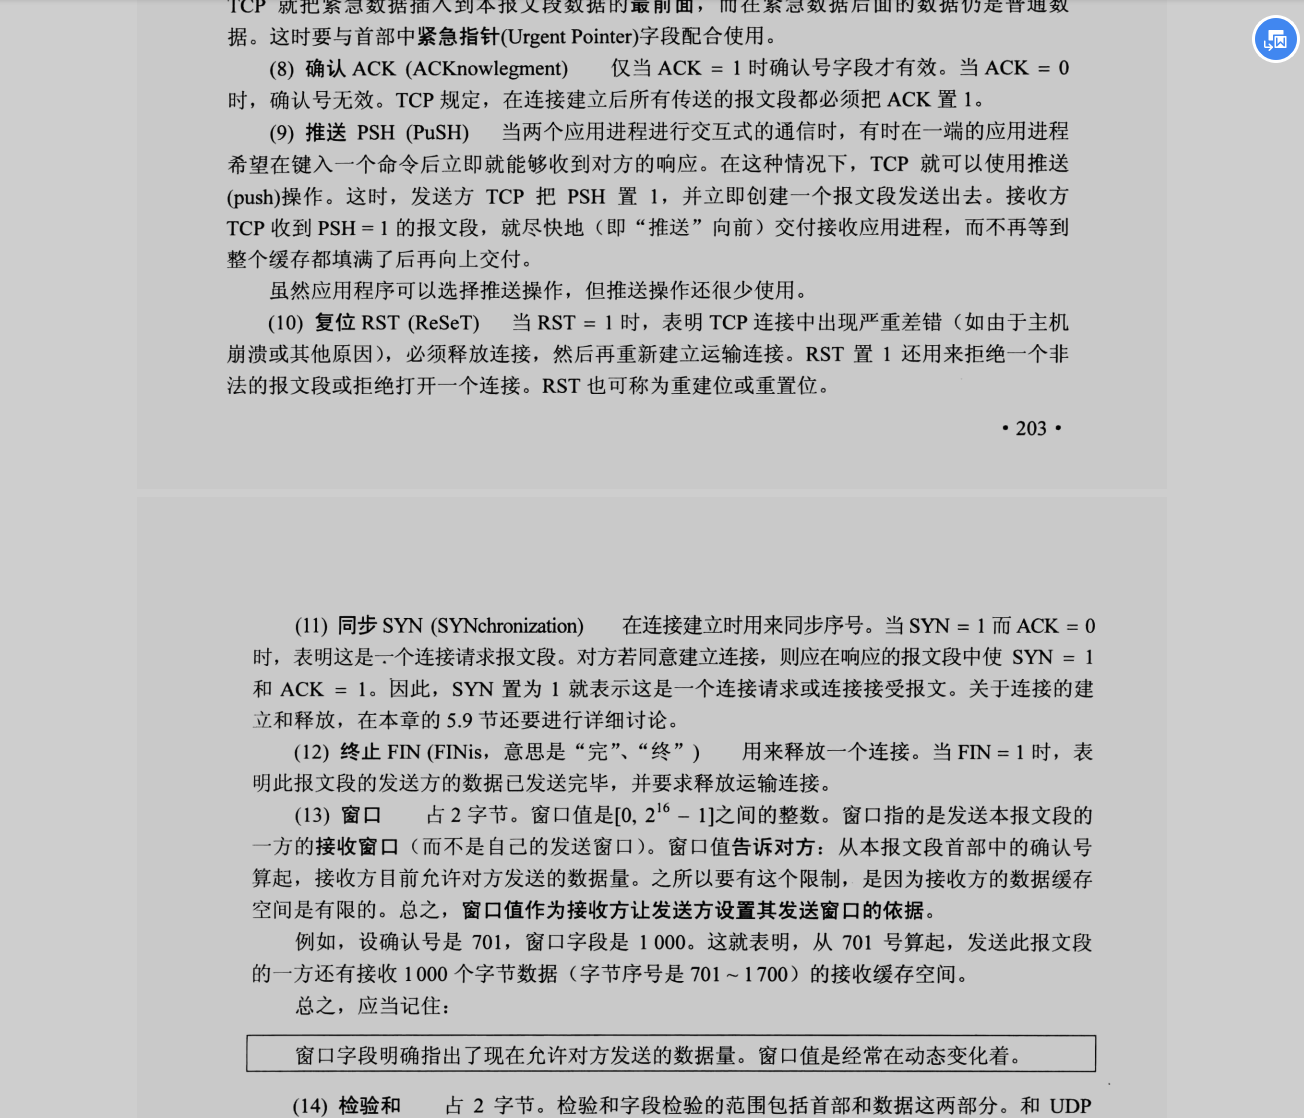 TCP 就把紧急数据插入到本报文段数据的最前面，而在紧急数据后面的数据仍是普通数
据。这时要与首部中紧急指针(Urgent Pointer)字段配合使用。
(8) 确认 ACK (ACKnowlegment) 仅当 ACK = 1 时确认号字段才有效。当 ACK = 0
时，确认号无效。TCP 规定，在连接建立后所有传送的报文段都必须把 ACK 置 1。
(9) 推送 PSH (PuSH) 当两个应用进程进行交互式的通信时，有时在一端的应用进程
希望在键入一个命令后立即就能够收到对方的响应。在这种情况下，TCP 就可以使用推送
(push)操作。这时，发送方 TCP 把 PSH 置 1，并立即创建一个报文段发送出去。接收方
TCP 收到 PSH = 1 的报文段，就尽快地（即“推送”向前）交付接收应用进程，而不再等到
整个缓存都填满了后再向上交付。
虽然应用程序可以选择推送操作，但推送操作还很少使用。
(10) 复位 RST (ReSeT) 当 RST = 1 时，表明 TCP 连接中出现严重差错（如由于主机
崩溃或其他原因），必须释放连接，然后再重新建立运输连接。RST 置 1 还用来拒绝一个非
法的报文段或拒绝打开一个连接。RST 也可称为重建位或重置位。
• 203 •
(11) 同步 SYN (SYNchronization) 在连接建立时用来同步序号。当 SYN = 1 而 ACK = 0
时，表明这是一个连接请求报文段。对方若同意建立连接，则应在响应的报文段中使 SYN = 1
和 ACK = 1。因此，SYN 置为 1 就表示这是一个连接请求或连接接受报文。关于连接的建
立和释放，在本章的 5.9 节还要进行详细讨论。
(12) 终止 FIN (FINis，意思是“完”、“终”) 用来释放一个连接。当 FIN = 1 时，表
明此报文段的发送方的数据已发送完毕，并要求释放运输连接。
(13) 窗口 占 2 字节。窗口值是[0, 2¹⁶ – 1]之间的整数。窗口指的是发送本报文段的
一方的接收窗口（而不是自己的发送窗口）。窗口值告诉对方：从本报文段首部中的确认号
算起，接收方目前允许对方发送的数据量。之所以要有这个限制，是因为接收方的数据缓存
空间是有限的。总之，窗口值作为接收方让发送方设置其发送窗口的依据。
例如，设确认号是 701，窗口字段是 1 000。这就表明，从 701 号算起，发送此报文段
的一方还有接收 1 000 个字节数据（字节序号是 701 ~ 1 700）的接收缓存空间。
总之，应当记住：
窗口字段明确指出了现在允许对方发送的数据量。窗口值是经常在动态变化着。
(14) 检验和 占 2 字节。检验和字段检验的范围包括首部和数据这两部分。和 UDP